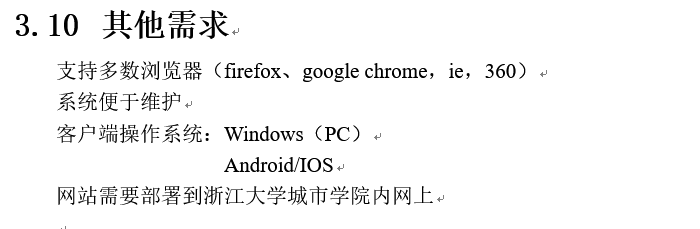 3.10 其他需求
支持多数浏览器（firefox、google chrome，ie，360）
系统便于维护
客户端操作系统：Windows（PC）
Android/IOS
网站需要部署到浙江大学城市学院内网上